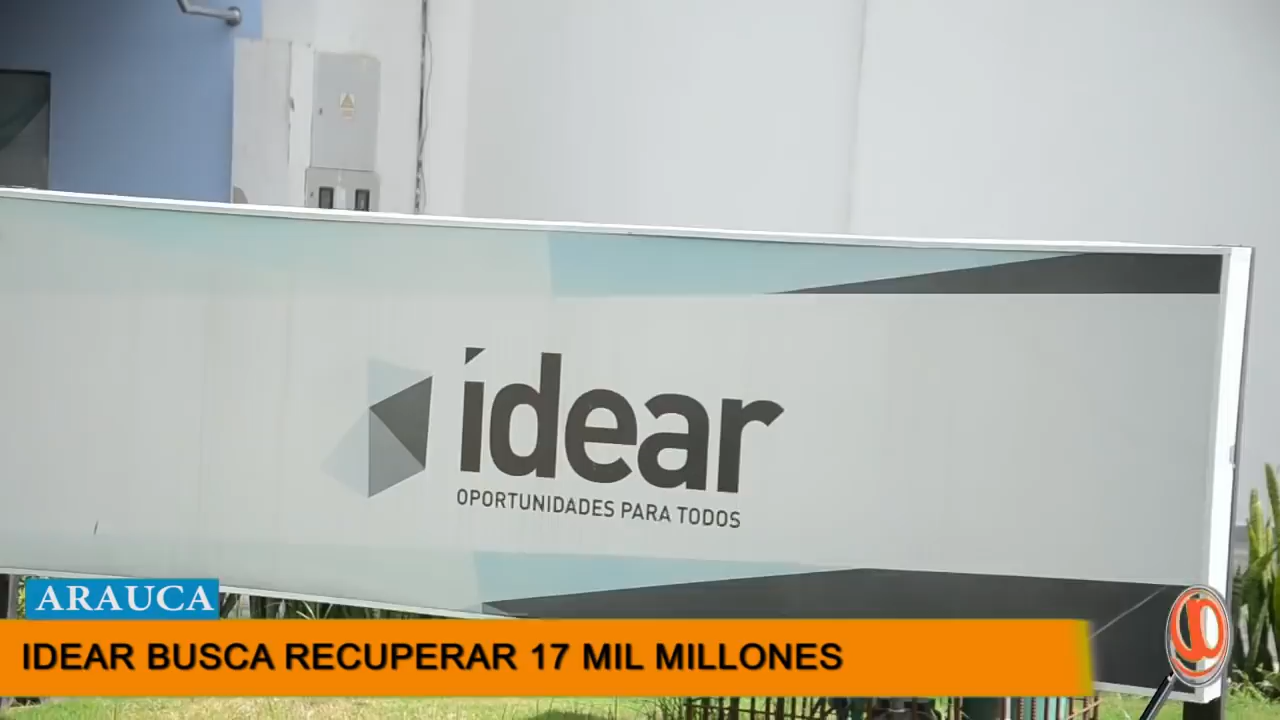 idear
OPORTUNIDADES PARA TODOS
ARAUCA
IDEAR BUSCA RECUPERAR 17 MIL MILLONES